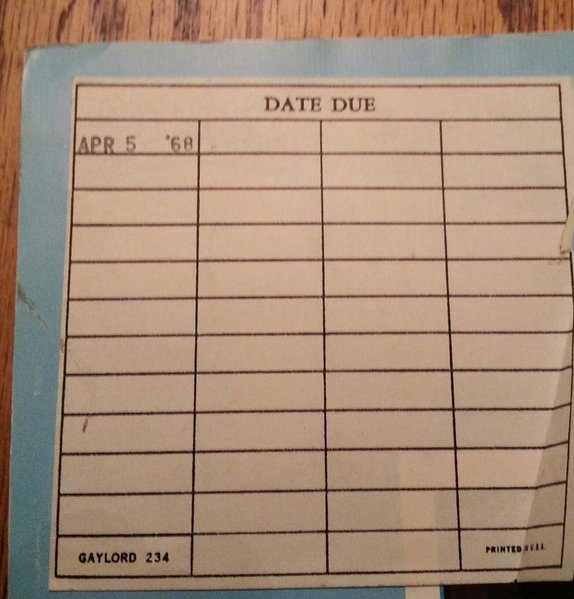 DATE DUE
APR 5 '68
GAYLORD 234
PRINTED IN U.S.A.